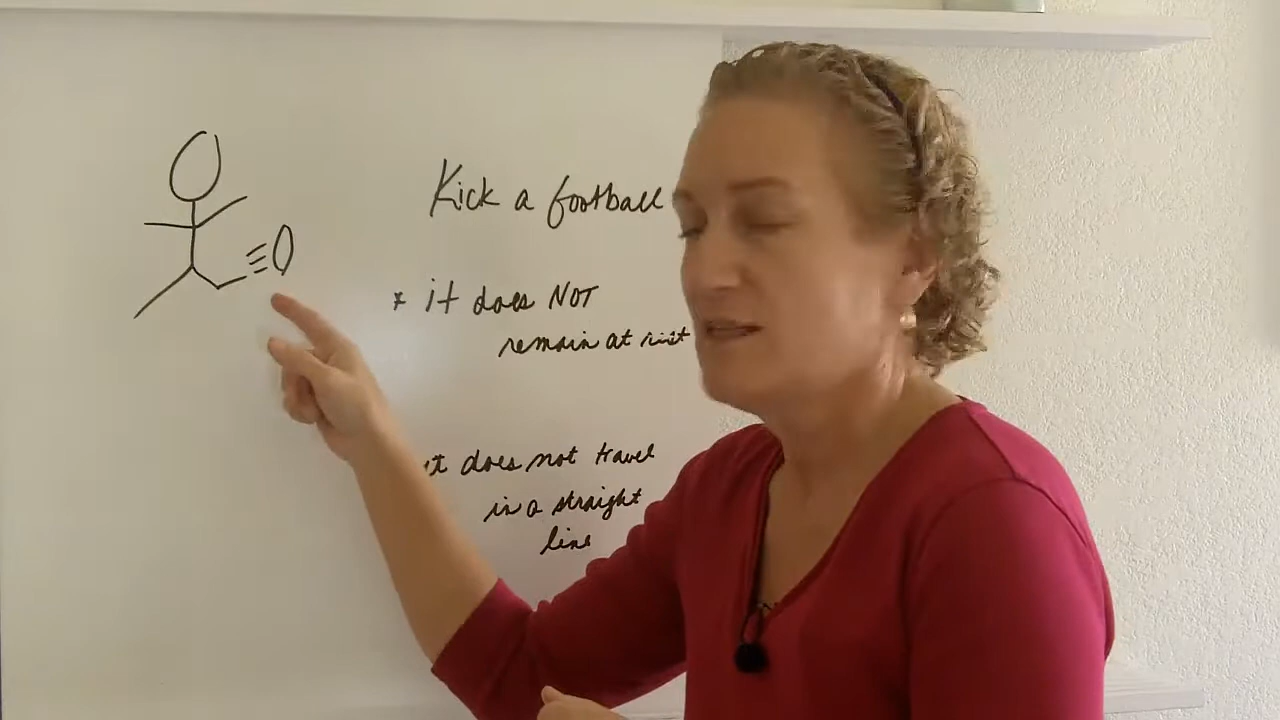 Kick a football
* it does NOT
remain at rest
it does not travel
in a straight
line